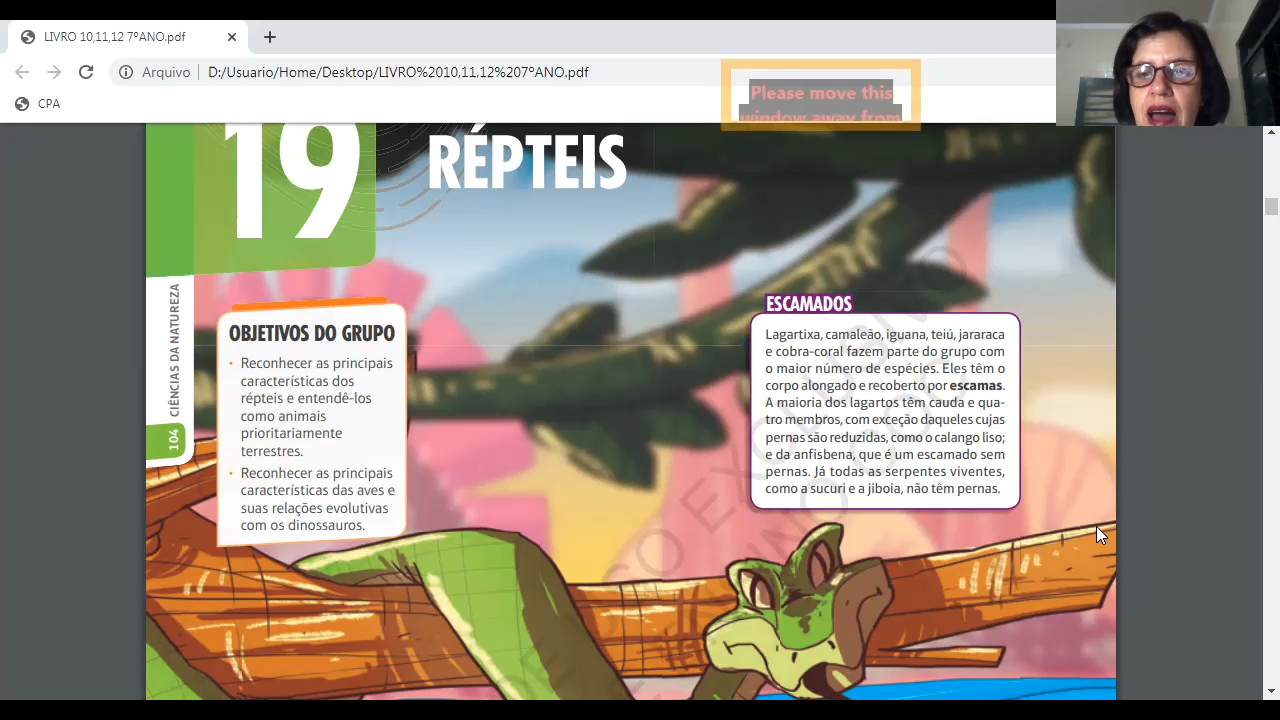 LIVRO 10,11,12 7ºANO.pdf
Arquivo
D:/Usuario/Home/Desktop/LIVRO%2010,11,12%207ºANO.pdf
CPA
Please move this
window away from
19
RÉPTEIS
CIÊNCIAS DA NATUREZA
104
OBJETIVOS DO GRUPO
• Reconhecer as principais
características dos
répteis e entendê-los
como animais
prioritariamente
terrestres.
• Reconhecer as principais
características das aves e
suas relações evolutivas
com os dinossauros.
ESCAMADOS
Lagartixa, camaleão, iguana, teiú, jararaca
e cobra-coral fazem parte do grupo com
o maior número de espécies. Eles têm o
corpo alongado e recoberto por escamas.
A maioria dos lagartos têm cauda e qua-
tro membros, com exceção daqueles cujas
pernas são reduzidas, como o calango liso;
e da anfisbena, que é um escamado sem
pernas. Já todas as serpentes viventes,
como a sucuri e a jiboia, não têm pernas.